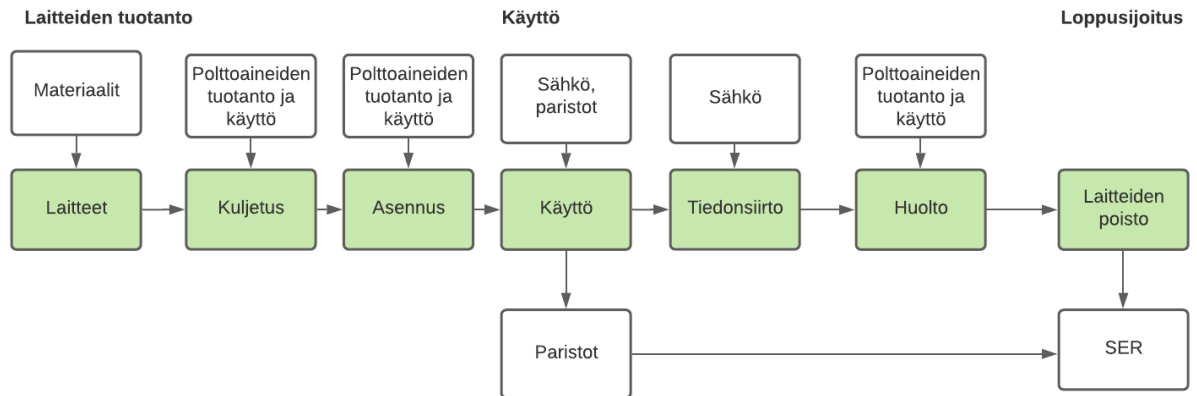 Laitteiden tuotanto
Käyttö
Loppusijoitus
Materiaalit
Polttoaineiden
tuotanto ja
käyttö
Polttoaineiden
tuotanto ja
käyttö
Sähkö,
paristot
Sähkö
Polttoaineiden
tuotanto ja
käyttö
Laitteet
Kuljetus
Asennus
Käyttö
Tiedonsiirto
Huolto
Laitteiden
poisto
Paristot
SER